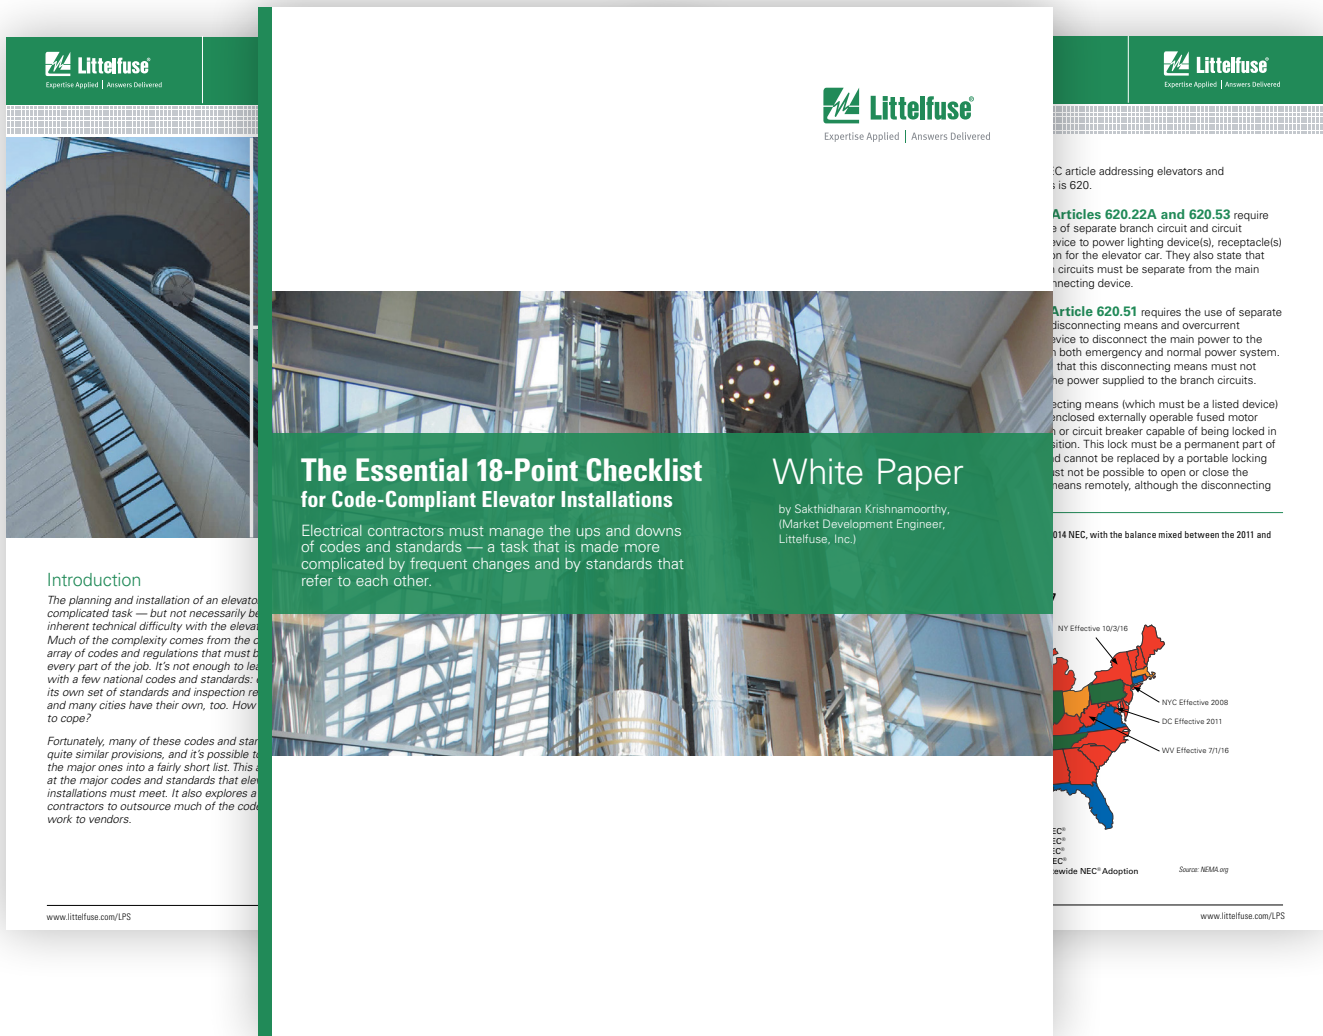 Littelfuse®
Expertise Applied | Answers Delivered
Introduction
The planning and installation of an elevator
complicated task — but not necessarily be
inherent technical difficulty with the eleva
Much of the complexity comes from the
array of codes and regulations that must
every part of the job. It's not enough to
with a few national codes and standards:
its own set of standards and inspection
and many cities have their own, too. How
to cope?
Fortunately, many of these codes and
quite similar provisions, and it's possible
the major ones into a fairly short list. This
at the major codes and standards that
installations must meet. It also explores a
contractors to outsource much of the code
work to vendors.
www.littelfuse.com/LPS
Littelfuse®
Expertise Applied | Answers Delivered
The Essential 18-Point Checklist
for Code-Compliant Elevator Installations
Electrical contractors must manage the ups and downs
of codes and standards — a task that is made more
complicated by frequent changes and by standards that
refer to each other.
White Paper
by Sakthidharan Krishnamoorthy,
(Market Development Engineer,
Littelfuse, Inc.)
Littelfuse®
Expertise Applied | Answers Delivered
EC article addressing elevators and
is 620.
Articles 620.22A and 620.53 require
of separate branch circuit and circuit
evice to power lighting device(s), receptacle(s)
on for the elevator car. They also state that
circuits must be separate from the main
nnecting device.
Article 620.51 requires the use of separate
disconnecting means and overcurrent
evice to disconnect the main power to the
both emergency and normal power system.
that this disconnecting means must not
he power supplied to the branch circuits.
ecting means (which must be a listed device)
enclosed externally operable fused motor
or circuit breaker capable of being locked in
sition. This lock must be a permanent part of
d cannot be replaced by a portable locking
ust not be possible to open or close the
means remotely, although the disconnecting
014 NEC, with the balance mixed between the 2011 and
7
NY Effective 10/3/16
NYC Effective 2008
DC Effective 2011
WV Effective 7/1/16
EC®
EC®
EC®
EC®
ewide NEC® Adoption
Source: NEMA.org
www.littelfuse.com/LPS